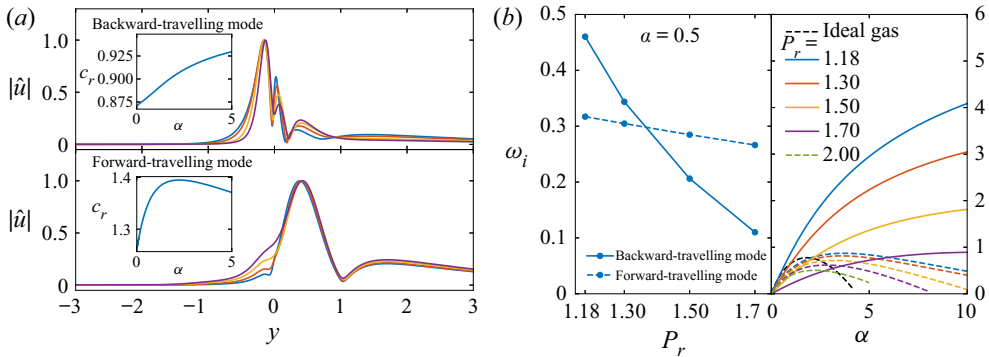 (a)
Backward-travelling mode
1.0
0.5
0
|û|
0.925
0.900
0.875
c_r
0 α 5
Forward-travelling mode
1.0
0.5
0
|û|
1.4
1.3
c_r
0 α 5
−3 −2 −1 0 1 2 3
y
(b)
0.5
0.4
0.3
0.2
0.1
0
ω_i
α = 0.5
Backward-travelling mode
Forward-travelling mode
1.18 1.30 1.50 1.7
P_r
Ideal gas
P_r =
1.18
1.30
1.50
1.70
2.00
6
5
4
3
2
1
0
0 5 10
α